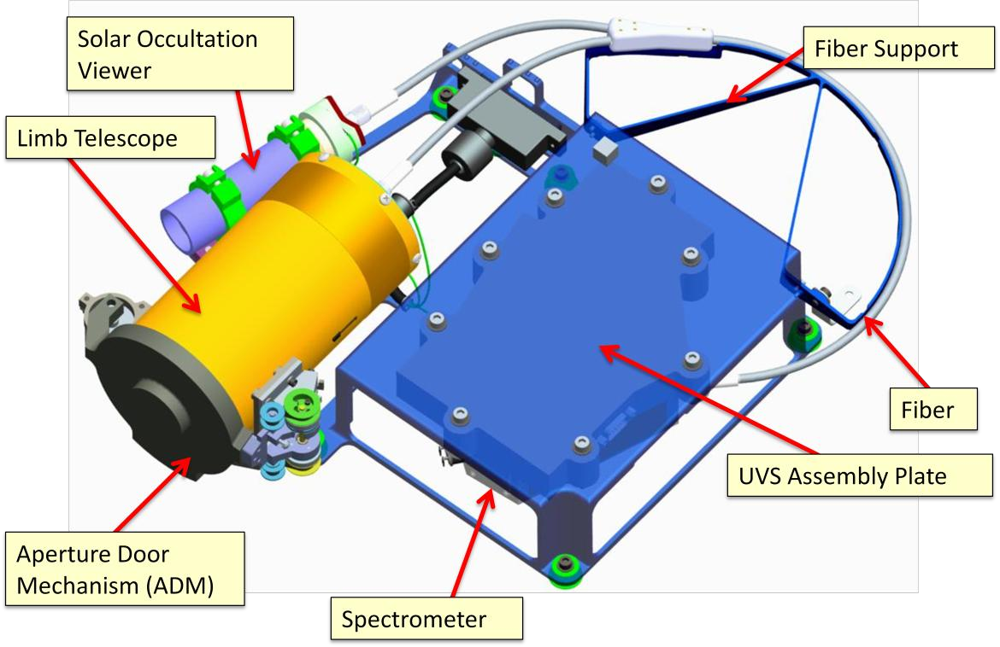 Solar Occultation
Viewer
Fiber Support
Limb Telescope
Fiber
UVS Assembly Plate
Aperture Door
Mechanism (ADM)
Spectrometer